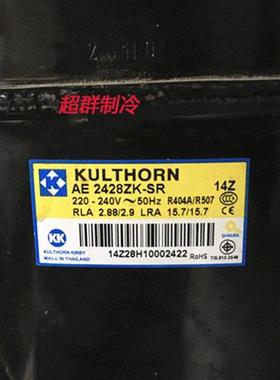 超群制冷
KULTHORN
AE 2428ZK-SR 14Z
220 - 240V ~ 50Hz R404A/R507
RLA 2.88/2.9 LRA 15.7/15.7
KK
KULTHORN KIRBY
MADE IN THAILAND
14Z28H10002422
RoHS